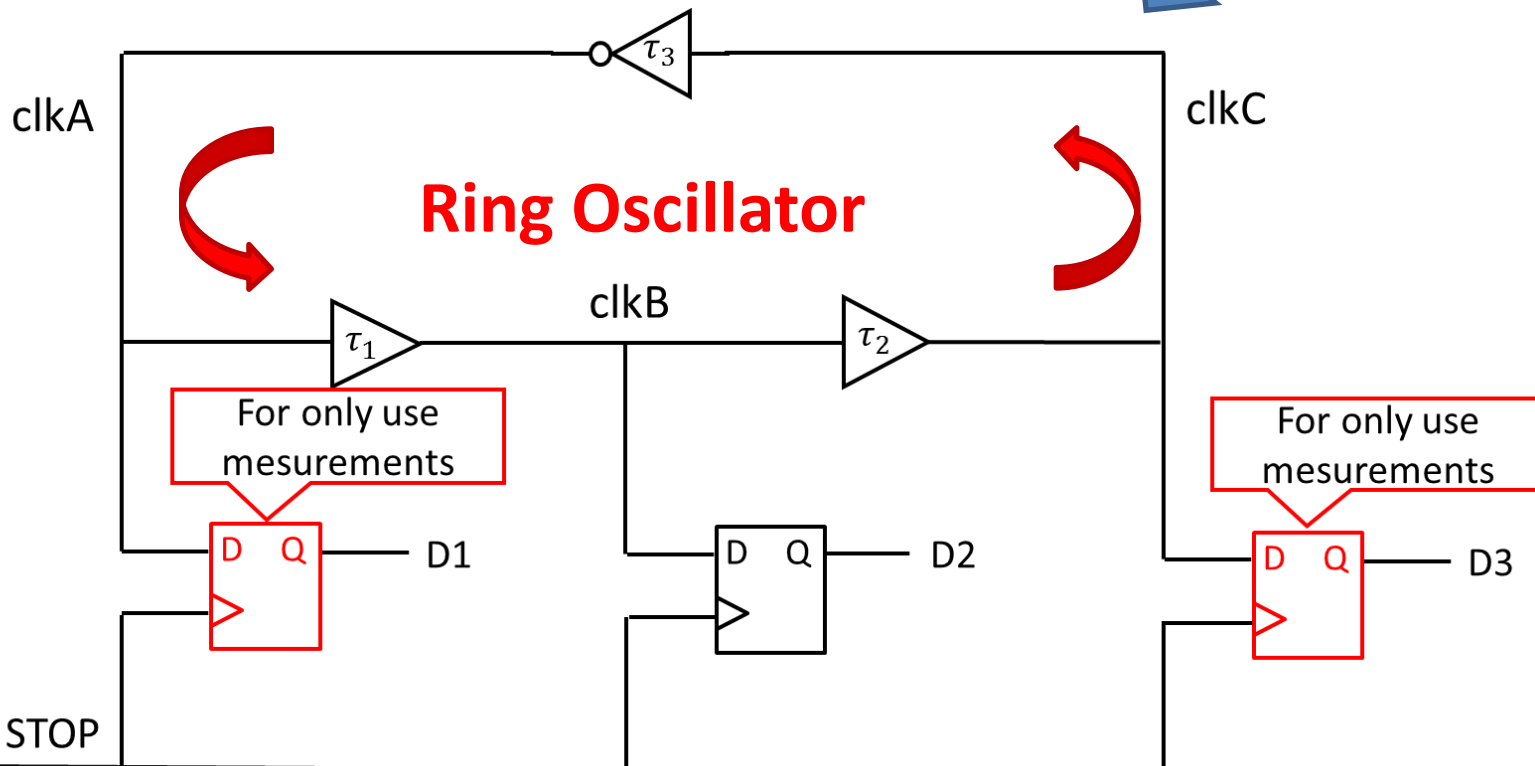 τ3
clkA
clkC
Ring Oscillator
clkB
τ1
τ2
For only use
mesurements
For only use
mesurements
D Q
D1
D Q
D2
D Q
D3
STOP